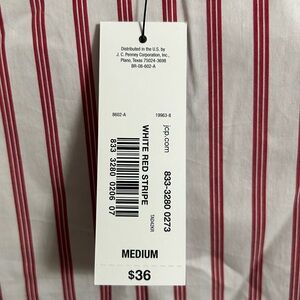 Distributed in the U.S. by
J. C. Penney Corporation, Inc.,
Plano, Texas 75024-3698
BR-08-602-A
8602-A
19963-8
jcp.com
833-3280 0273
WHITE RED STRIPE
833 3280 0206 07
MEDIUM
$36